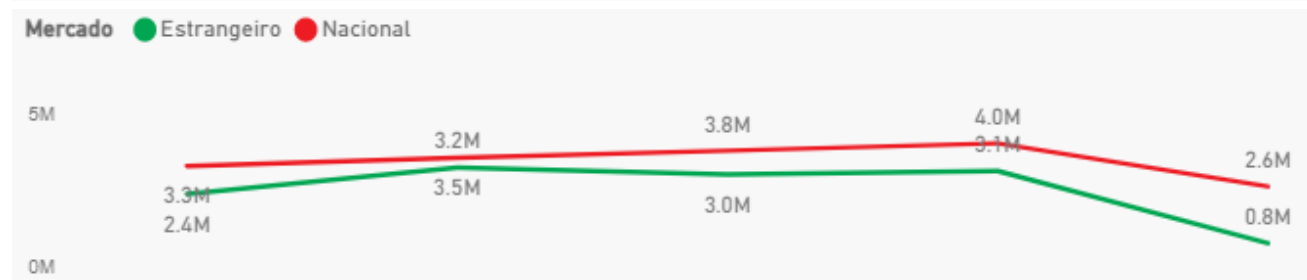 Mercado Estrangeiro Nacional
5M
4.0M
3.8M
3.2M
3.1M
2.6M
3.3M
3.5M
3.0M
0.8M
2.4M
0M